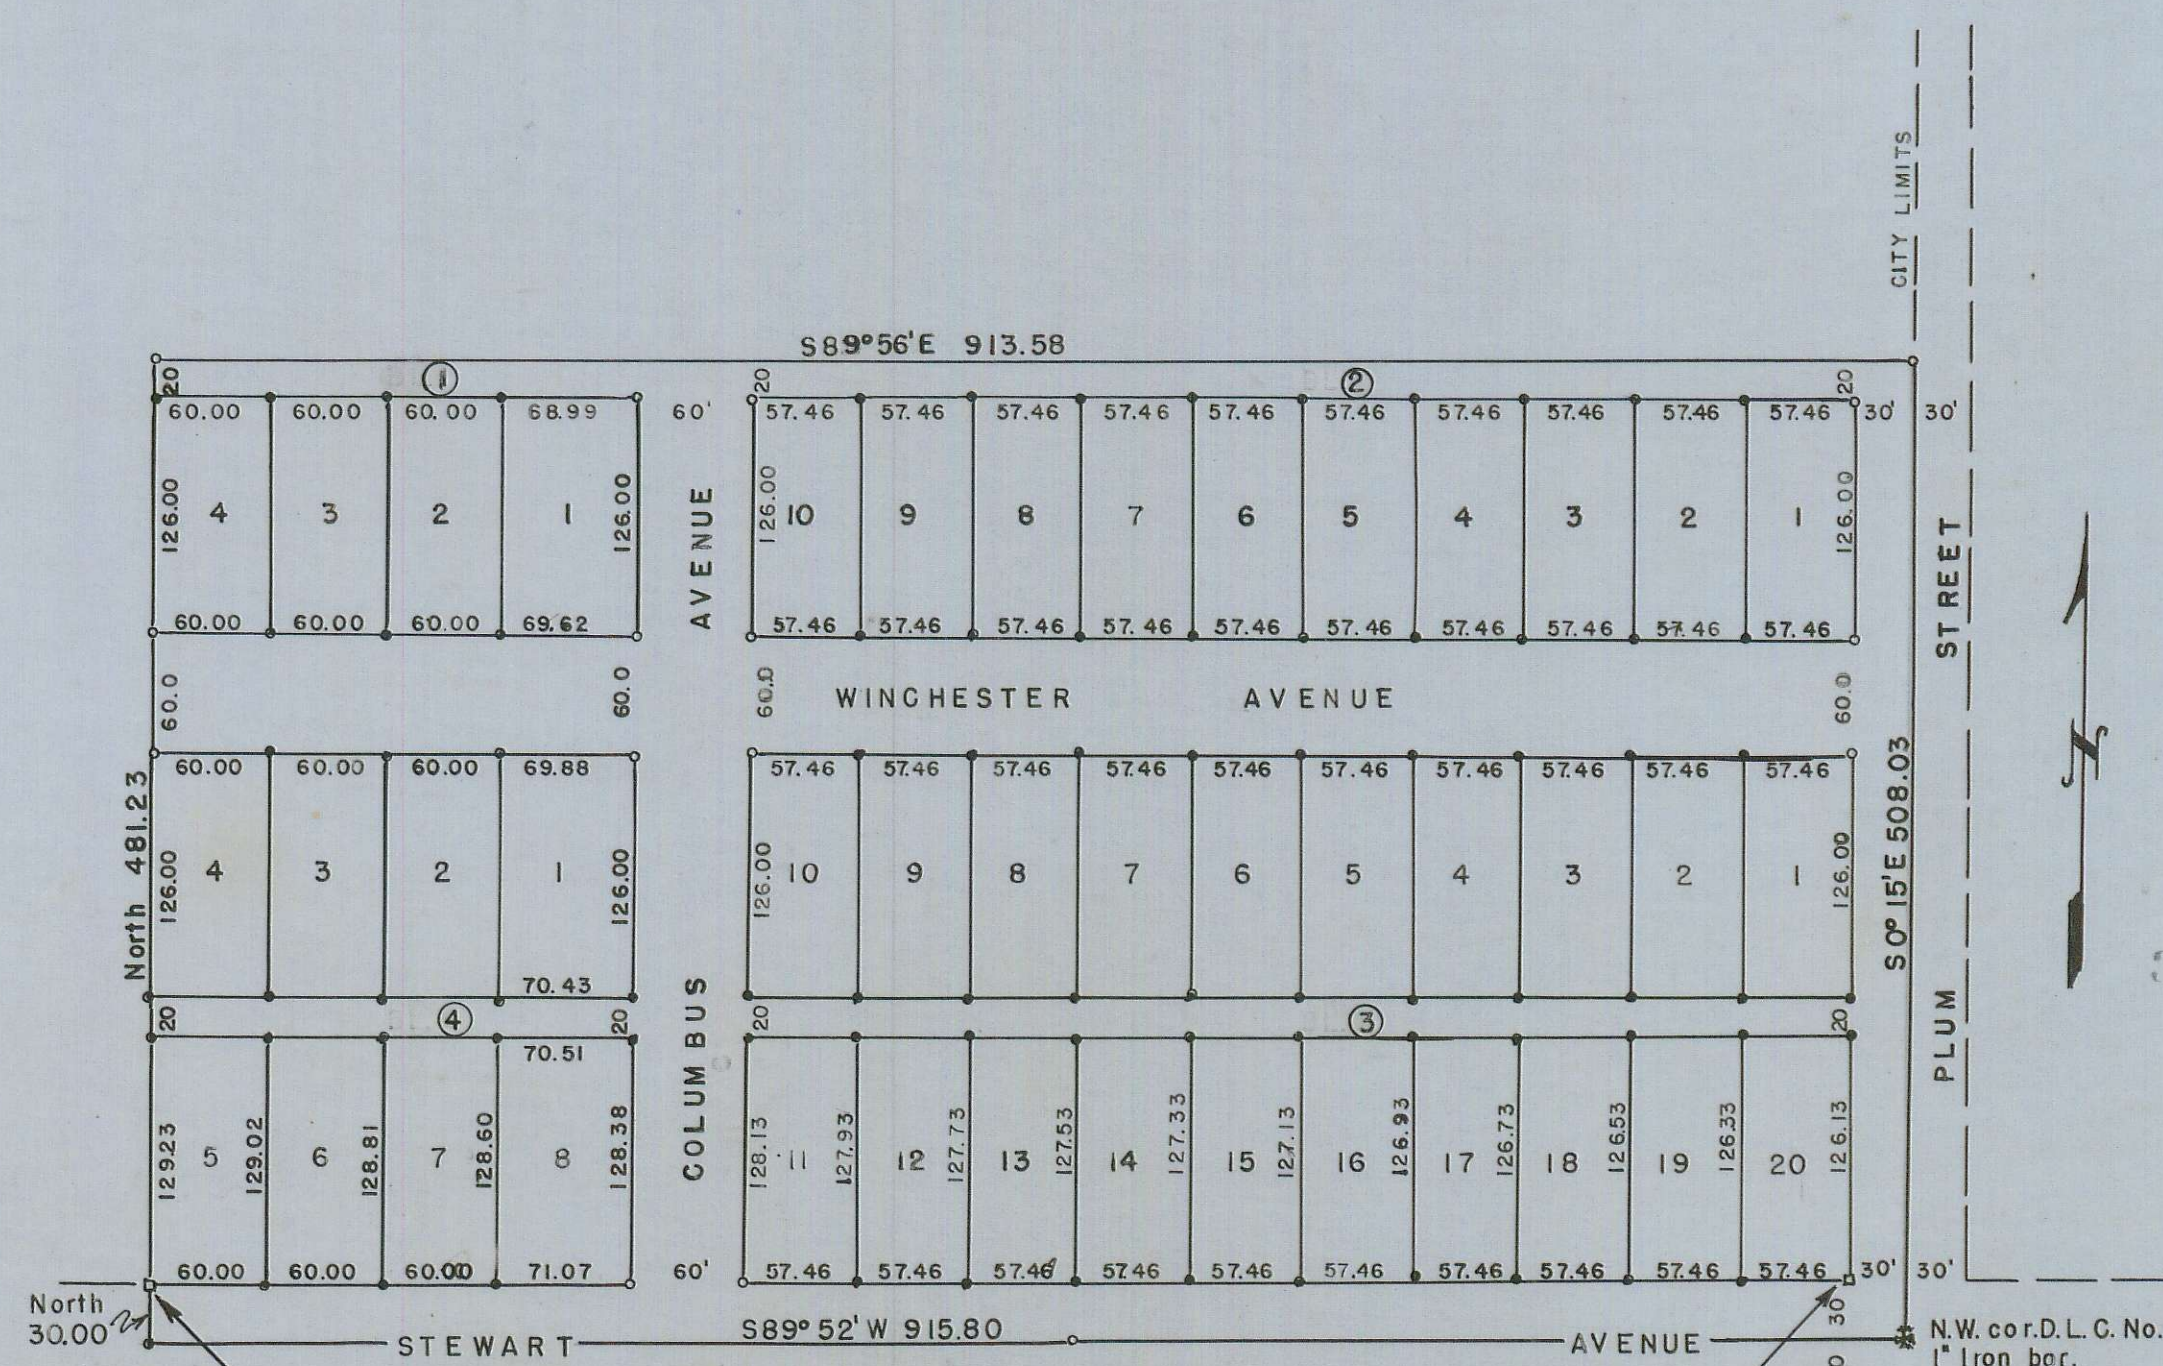 CITY LIMITS
S89°56'E 913.58
20 ① 20 ② 20
60.00 60.00 60.00 68.99 60' 57.46 57.46 57.46 57.46 57.46 57.46 57.46 57.46 57.46 57.46 30' 30'
126.00 4 3 2 1 126.00 AVENUE 126.00 10 9 8 7 6 5 4 3 2 1 126.00 STREET
60.00 60.00 60.00 69.62 57.46 57.46 57.46 57.46 57.46 57.46 57.46 57.46 57.46 57.46
60.0 60.0 60.0 WINCHESTER AVENUE 60.0
60.00 60.00 60.00 69.88 57.46 57.46 57.46 57.46 57.46 57.46 57.46 57.46 57.46 57.46
North 481.23 126.00 4 3 2 1 126.00 126.00 10 9 8 7 6 5 4 3 2 1 126.00 S0°15'E 508.03
N
70.43
20 ④ 20 COLUMBUS 20 ③ 20 PLUM
70.51
129.23 5 129.02 6 128.81 7 128.60 8 128.38 128.13 11 127.93 12 127.73 13 127.53 14 127.33 15 127.13 16 126.93 17 126.73 18 126.53 19 126.33 20 126.13
60.00 60.00 60.00 71.07 60' 57.46 57.46 57.46 57.46 57.46 57.46 57.46 57.46 57.46 57.46 30' 30'
North
30.00
30
S89°52'W 915.80
STEWART AVENUE
N.W. cor. D. L. C. No.
1" Iron bar.